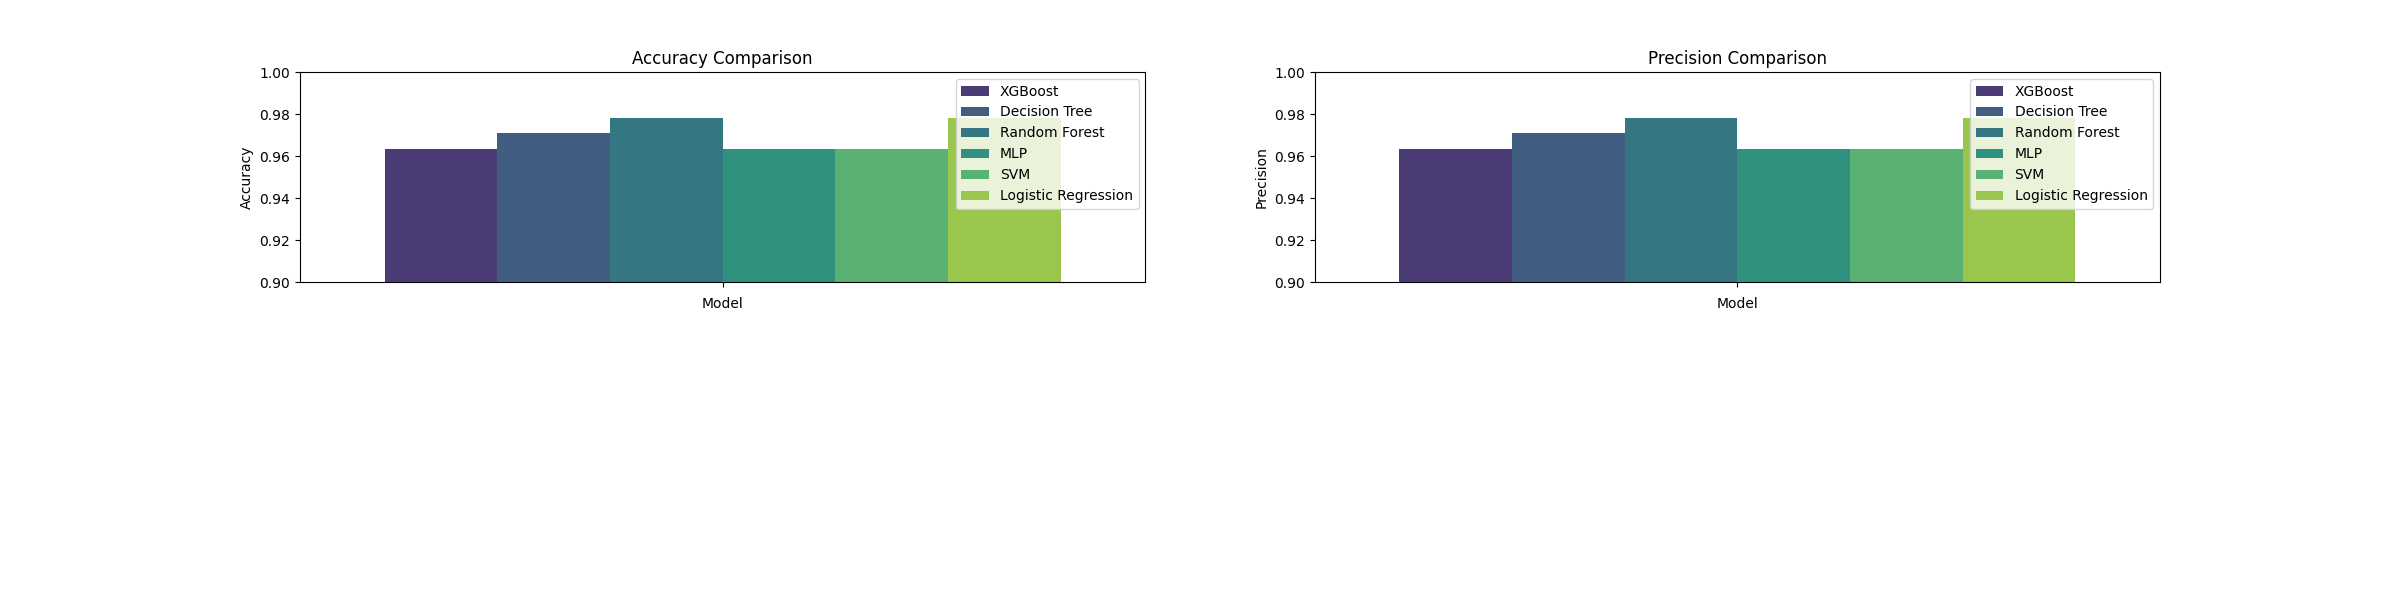 Accuracy Comparison
1.00
0.98
0.96
0.94
0.92
0.90
Accuracy
XGBoost
Decision Tree
Random Forest
MLP
SVM
Logistic Regression
Model
Precision Comparison
1.00
0.98
0.96
0.94
0.92
0.90
Precision
XGBoost
Decision Tree
Random Forest
MLP
SVM
Logistic Regression
Model